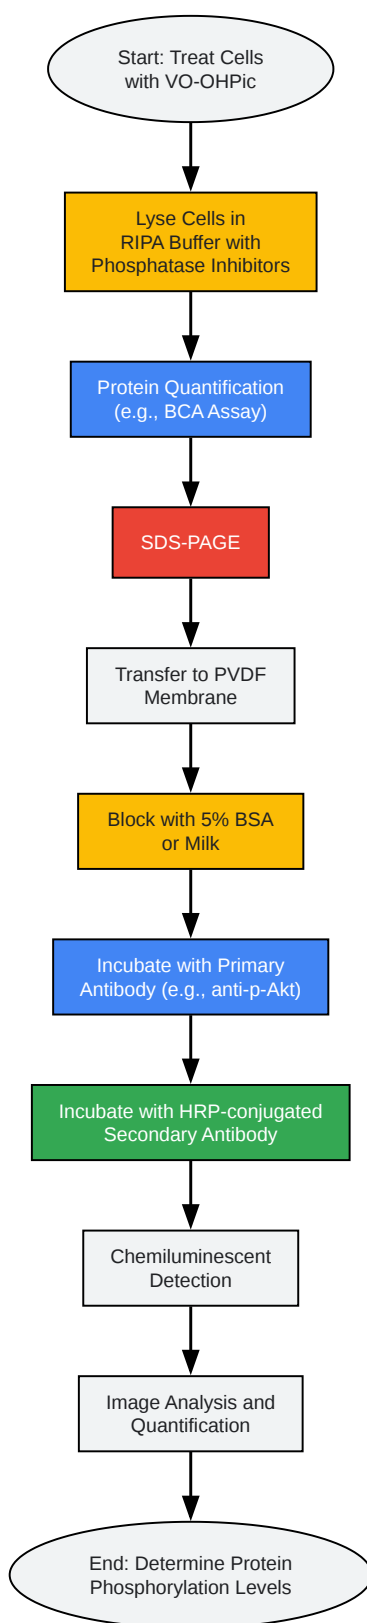 Start: Treat Cells
with VO-OHPic
Lyse Cells in
RIPA Buffer with
Phosphatase Inhibitors
Protein Quantification
(e.g., BCA Assay)
SDS-PAGE
Transfer to PVDF
Membrane
Block with 5% BSA
or Milk
Incubate with Primary
Antibody (e.g., anti-p-Akt)
Incubate with HRP-conjugated
Secondary Antibody
Chemiluminescent
Detection
Image Analysis and
Quantification
End: Determine Protein
Phosphorylation Levels